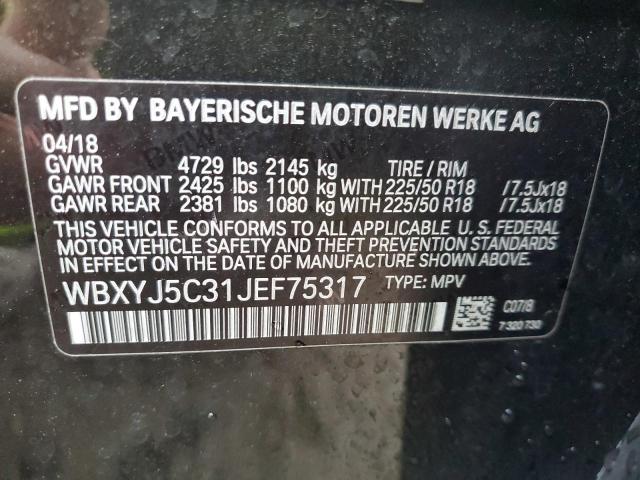 MFD BY BAYERISCHE MOTOREN WERKE AG
04/18
GVWR 4729 lbs 2145 kg TIRE / RIM
GAWR FRONT 2425 lbs 1100 kg WITH 225/50 R18 /7.5Jx18
GAWR REAR 2381 lbs 1080 kg WITH 225/50 R18 /7.5Jx18
THIS VEHICLE CONFORMS TO ALL APPLICABLE U. S. FEDERAL
MOTOR VEHICLE SAFETY AND THEFT PREVENTION STANDARDS
IN EFFECT ON THE DATE OF MANUFACTURE SHOWN ABOVE.
WBXYJ5C31JEF75317 TYPE: MPV
C07/8
7 320 730